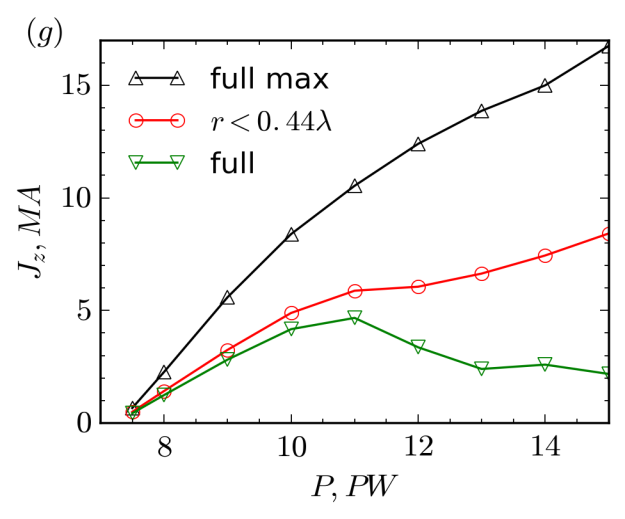 (g)
full max
r < 0.44λ
full
15
10
5
0
J_z, MA
8
10
12
14
P, PW